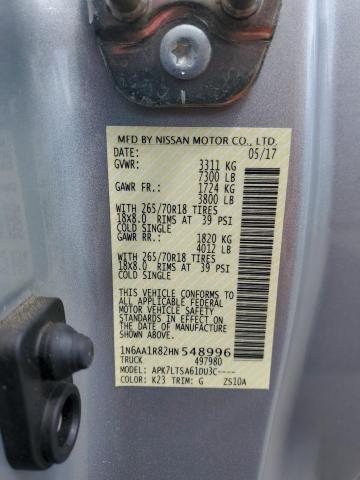 MFD BY NISSAN MOTOR CO., LTD.
DATE: 05/17
GVWR: 3311 KG
7300 LB
GAWR FR.: 1724 KG
3800 LB
WITH 265/70R18 TIRES
18x8.0 RIMS AT 39 PSI
COLD SINGLE
GAWR RR.: 1820 KG
4012 LB
WITH 265/70R18 TIRES
18x8.0 RIMS AT 39 PSI
COLD SINGLE
THIS VEHICLE CONFORMS
TO ALL APPLICABLE FEDERAL
MOTOR VEHICLE SAFETY
STANDARDS IN EFFECT
ON THE DATE OF
MANUFACTURE SHOWN ABOVE.
1N6AA1R82HN548996
TRUCK 497980
MODEL: APK7LTSA61DU3C----
COLOR: K23 TRIM: G ZS10A